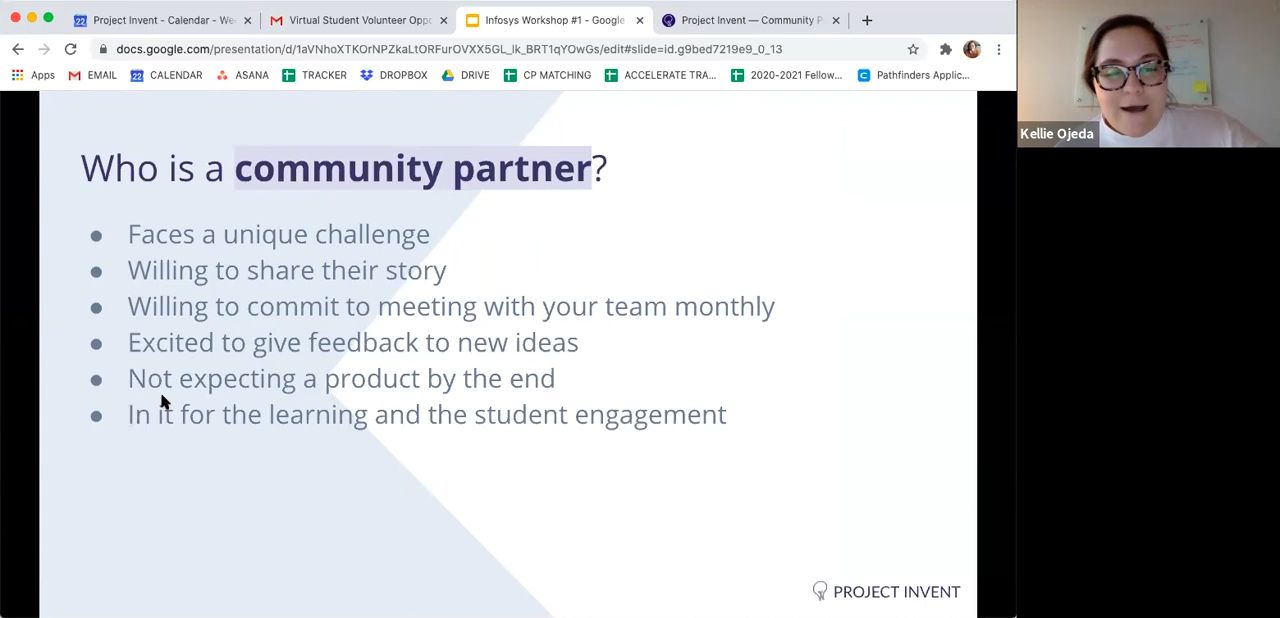 Project Invent - Calendar - We
Virtual Student Volunteer Oppo
Infosys Workshop #1 - Google
Project Invent — Community P
docs.google.com/presentation/d/1aVNhoXTKOrNPZkaLtORFurOVXX5GL_lk_BRT1qYOwGs/edit#slide=id.g9bed7219e9_0_13
Apps
EMAIL
22 CALENDAR
ASANA
TRACKER
DROPBOX
DRIVE
CP MATCHING
ACCELERATE TRA...
2020-2021 Fellow...
Pathfinders Applic...
Who is a community partner?
• Faces a unique challenge
• Willing to share their story
• Willing to commit to meeting with your team monthly
• Excited to give feedback to new ideas
• Not expecting a product by the end
• In it for the learning and the student engagement
PROJECT INVENT
Kellie Ojeda